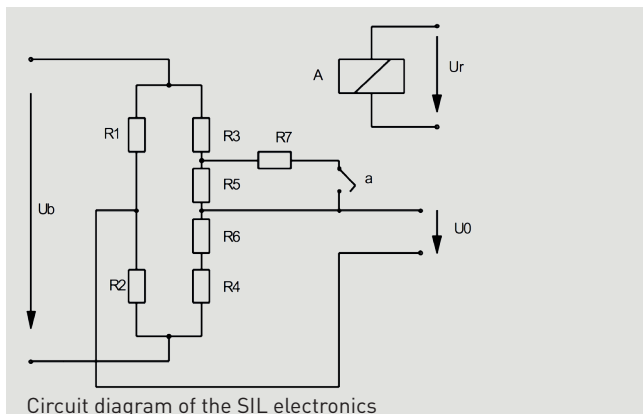 A
Ur
R1
R3
R7
R5
a
Ub
R6
U0
R2
R4
Circuit diagram of the SIL electronics